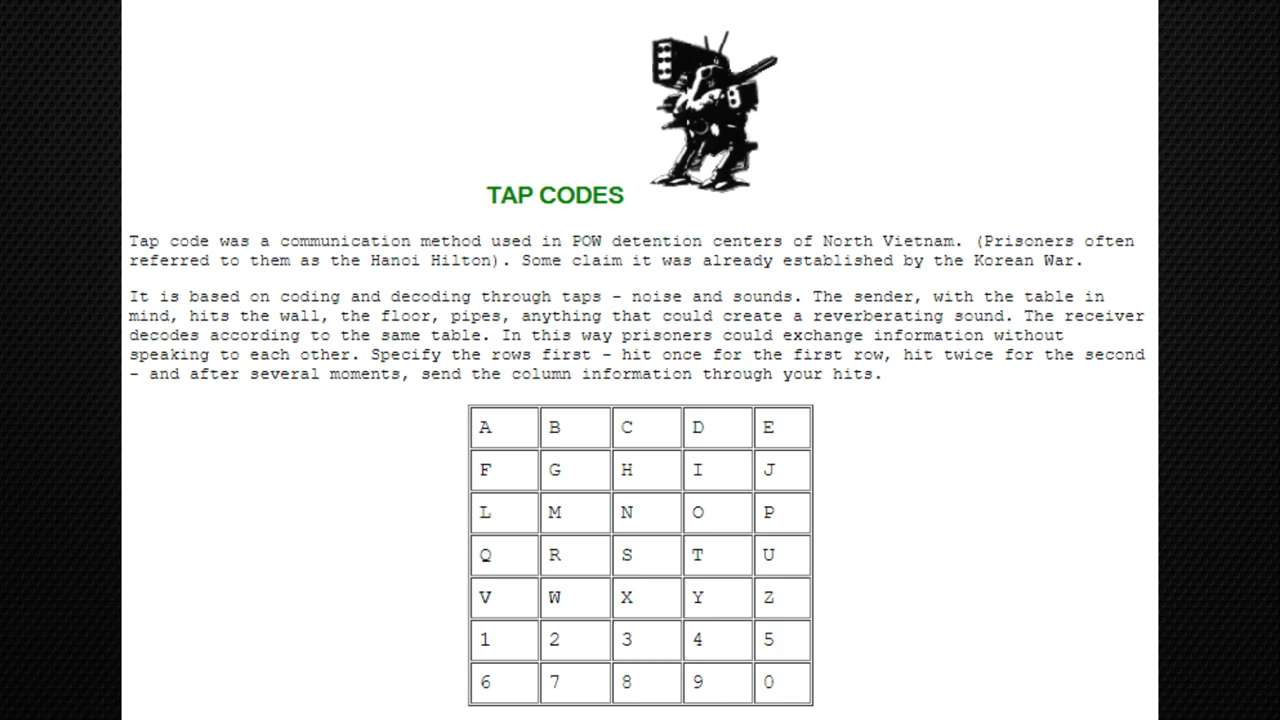 TAP CODES
Tap code was a communication method used in POW detention centers of North Vietnam. (Prisoners often
referred to them as the Hanoi Hilton). Some claim it was already established by the Korean War.
It is based on coding and decoding through taps - noise and sounds. The sender, with the table in
mind, hits the wall, the floor, pipes, anything that could create a reverberating sound. The receiver
decodes according to the same table. In this way prisoners could exchange information without
speaking to each other. Specify the rows first - hit once for the first row, hit twice for the second
- and after several moments, send the column information through your hits.
A B C D E
F G H I J
L M N O P
Q R S T U
V W X Y Z
1 2 3 4 5
6 7 8 9 0